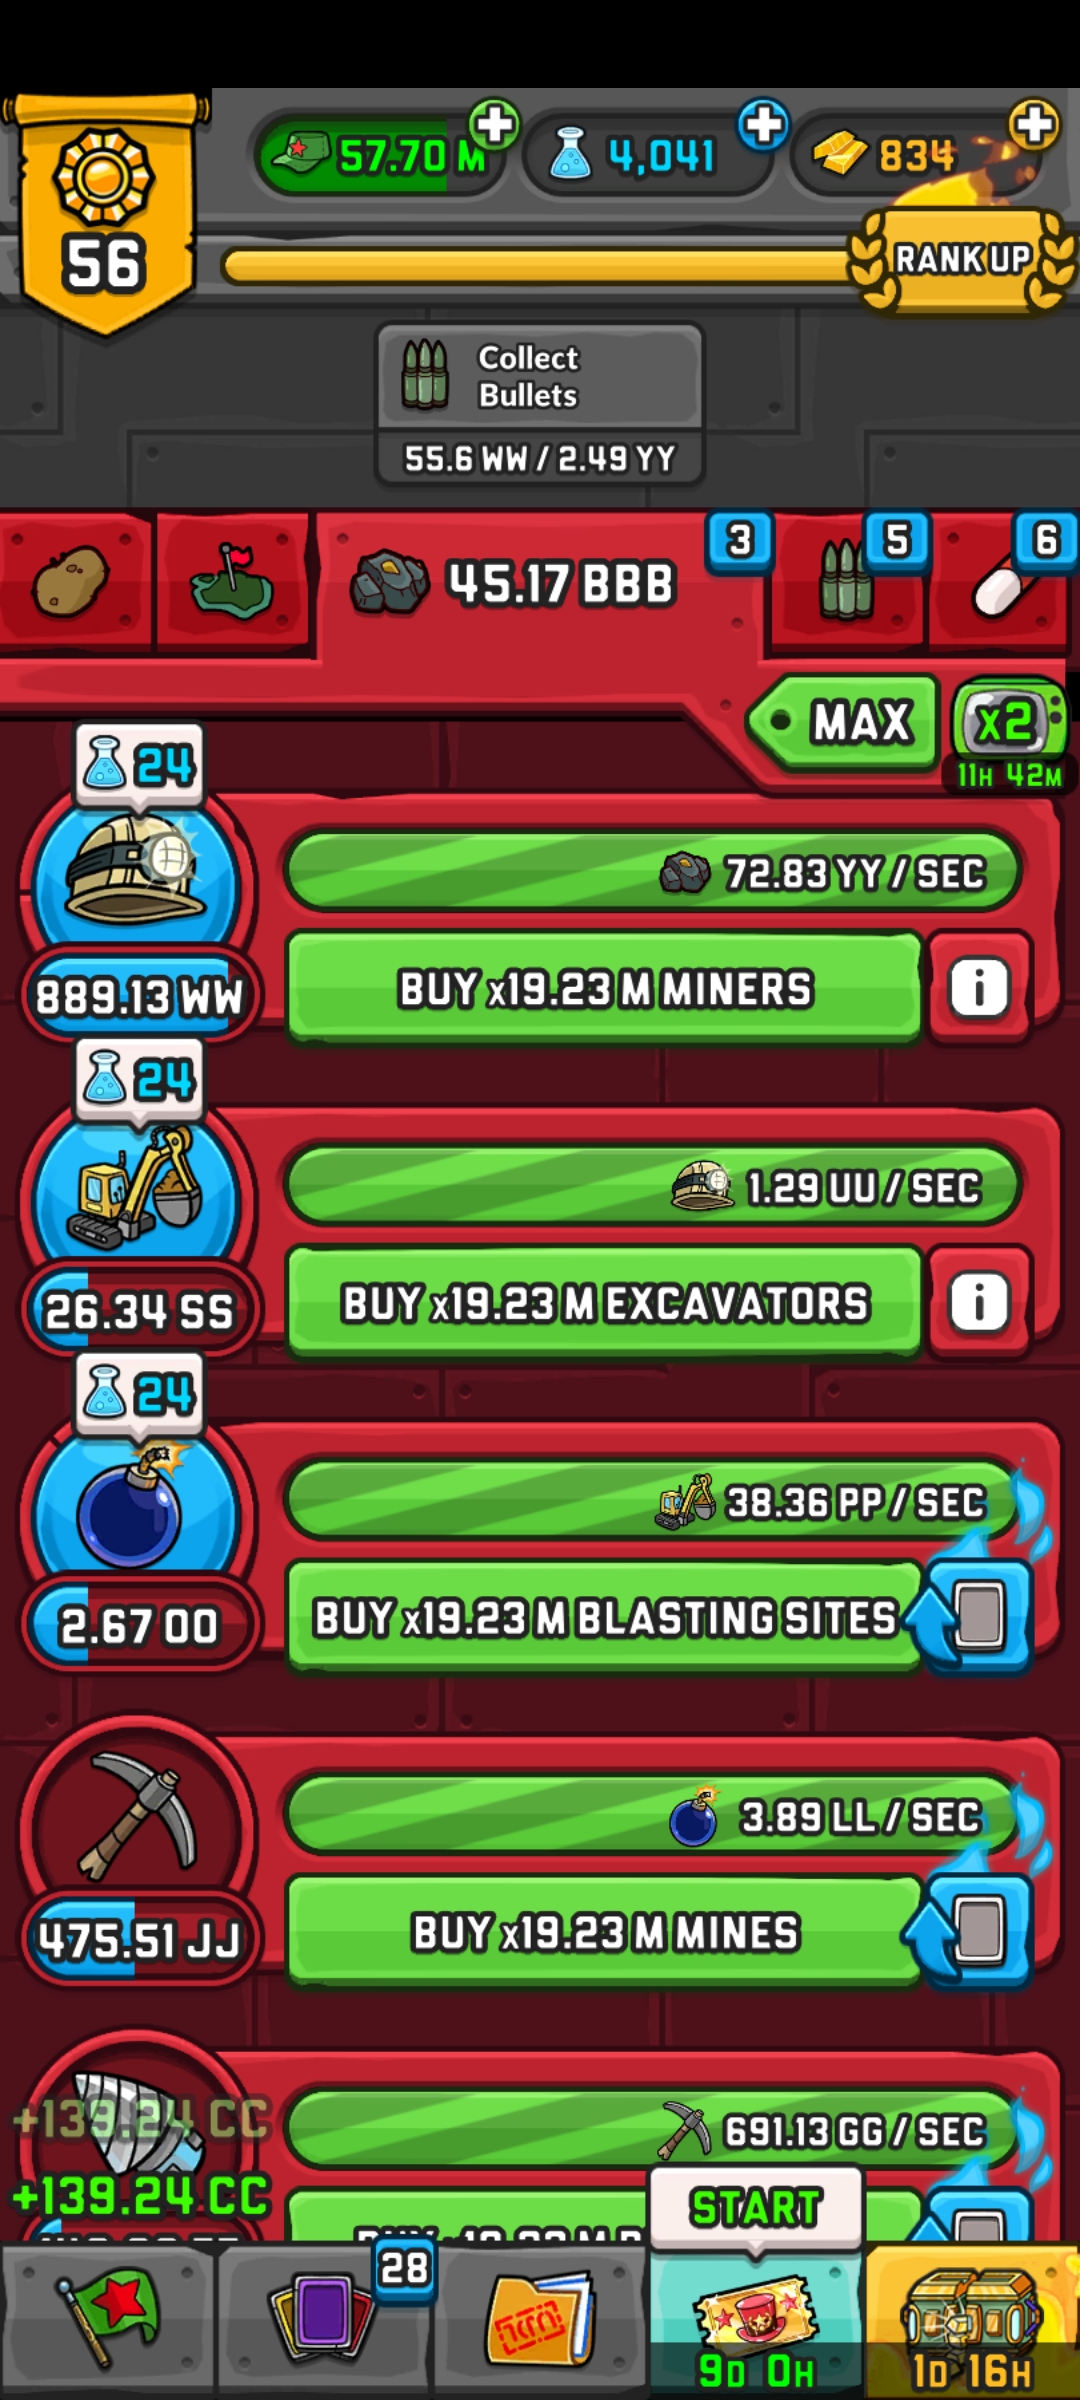 57.70 M
4,041
834
56
RANK UP
Collect
Bullets
55.6 WW / 2.49 YY
45.17 BBB
3
5
6
MAX
x2
11H 42M
24
72.83 YY / SEC
889.13 WW
BUY x19.23 M MINERS
i
24
1.29 UU / SEC
26.34 SS
BUY x19.23 M EXCAVATORS
i
24
38.36 PP / SEC
2.67 OO
BUY x19.23 M BLASTING SITES
3.89 LL / SEC
475.51 JJ
BUY x19.23 M MINES
+139.24 CC
691.13 GG / SEC
+139.24 CC
START
28
9D 0H
1D 16H